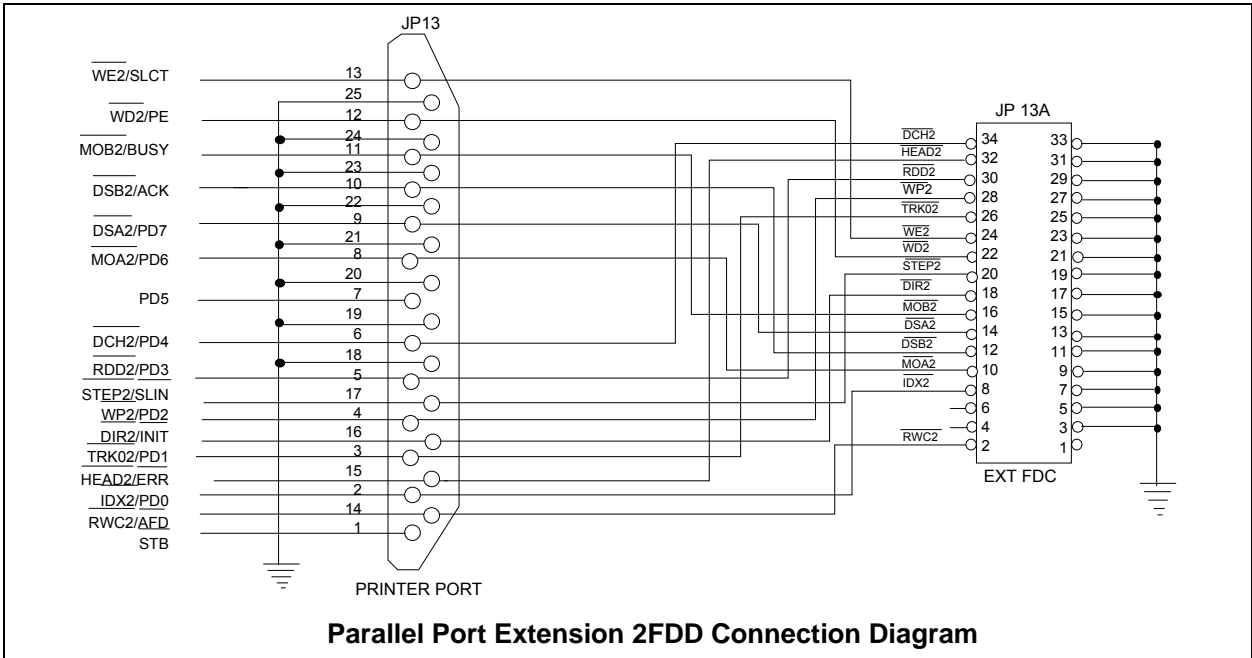 JP13
WE2/SLCT
WD2/PE
MOB2/BUSY
DSB2/ACK
DSA2/PD7
MOA2/PD6
PD5
DCH2/PD4
RDD2/PD3
STEP2/SLIN
WP2/PD2
DIR2/INIT
TRK02/PD1
HEAD2/ERR
IDX2/PD0
RWC2/AFD
STB
13
25
12
24
11
23
10
22
9
21
8
20
7
19
6
18
5
17
4
16
3
15
2
14
1
PRINTER PORT
JP 13A
DCH2 34 33
HEAD2 32 31
RDD2 30 29
WP2 28 27
TRK02 26 25
WE2 24 23
WD2 22 21
STEP2 20 19
DIR2 18 17
MOB2 16 15
DSA2 14 13
DSB2 12 11
MOA2 10 9
IDX2 8 7
6 5
4 3
RWC2 2 1
EXT FDC
Parallel Port Extension 2FDD Connection Diagram